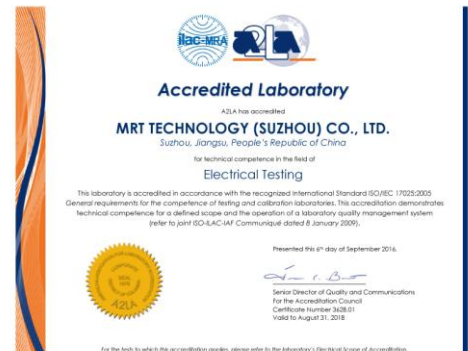 ilac-MRA
A2LA
Accredited Laboratory
A2LA has accredited
MRT TECHNOLOGY (SUZHOU) CO., LTD.
Suzhou, Jiangsu, People's Republic of China
for technical competence in the field of
Electrical Testing
This laboratory is accredited in accordance with the recognized International Standard ISO/IEC 17025:2005
General requirements for the competence of testing and calibration laboratories. This accreditation demonstrates
technical competence for a defined scope and the operation of a laboratory quality management system
(refer to joint ISO-ILAC-IAF Communiqué dated 8 January 2009).
Presented this 6th day of September 2016.
Senior Director of Quality and Communications
For the Accreditation Council
Certificate Number 3628.01
Valid to August 31, 2018
CORPORATE
SEAL
1978
A2LA
For the tests to which this accreditation applies, please refer to the laboratory's Electrical Scope of Accreditation.